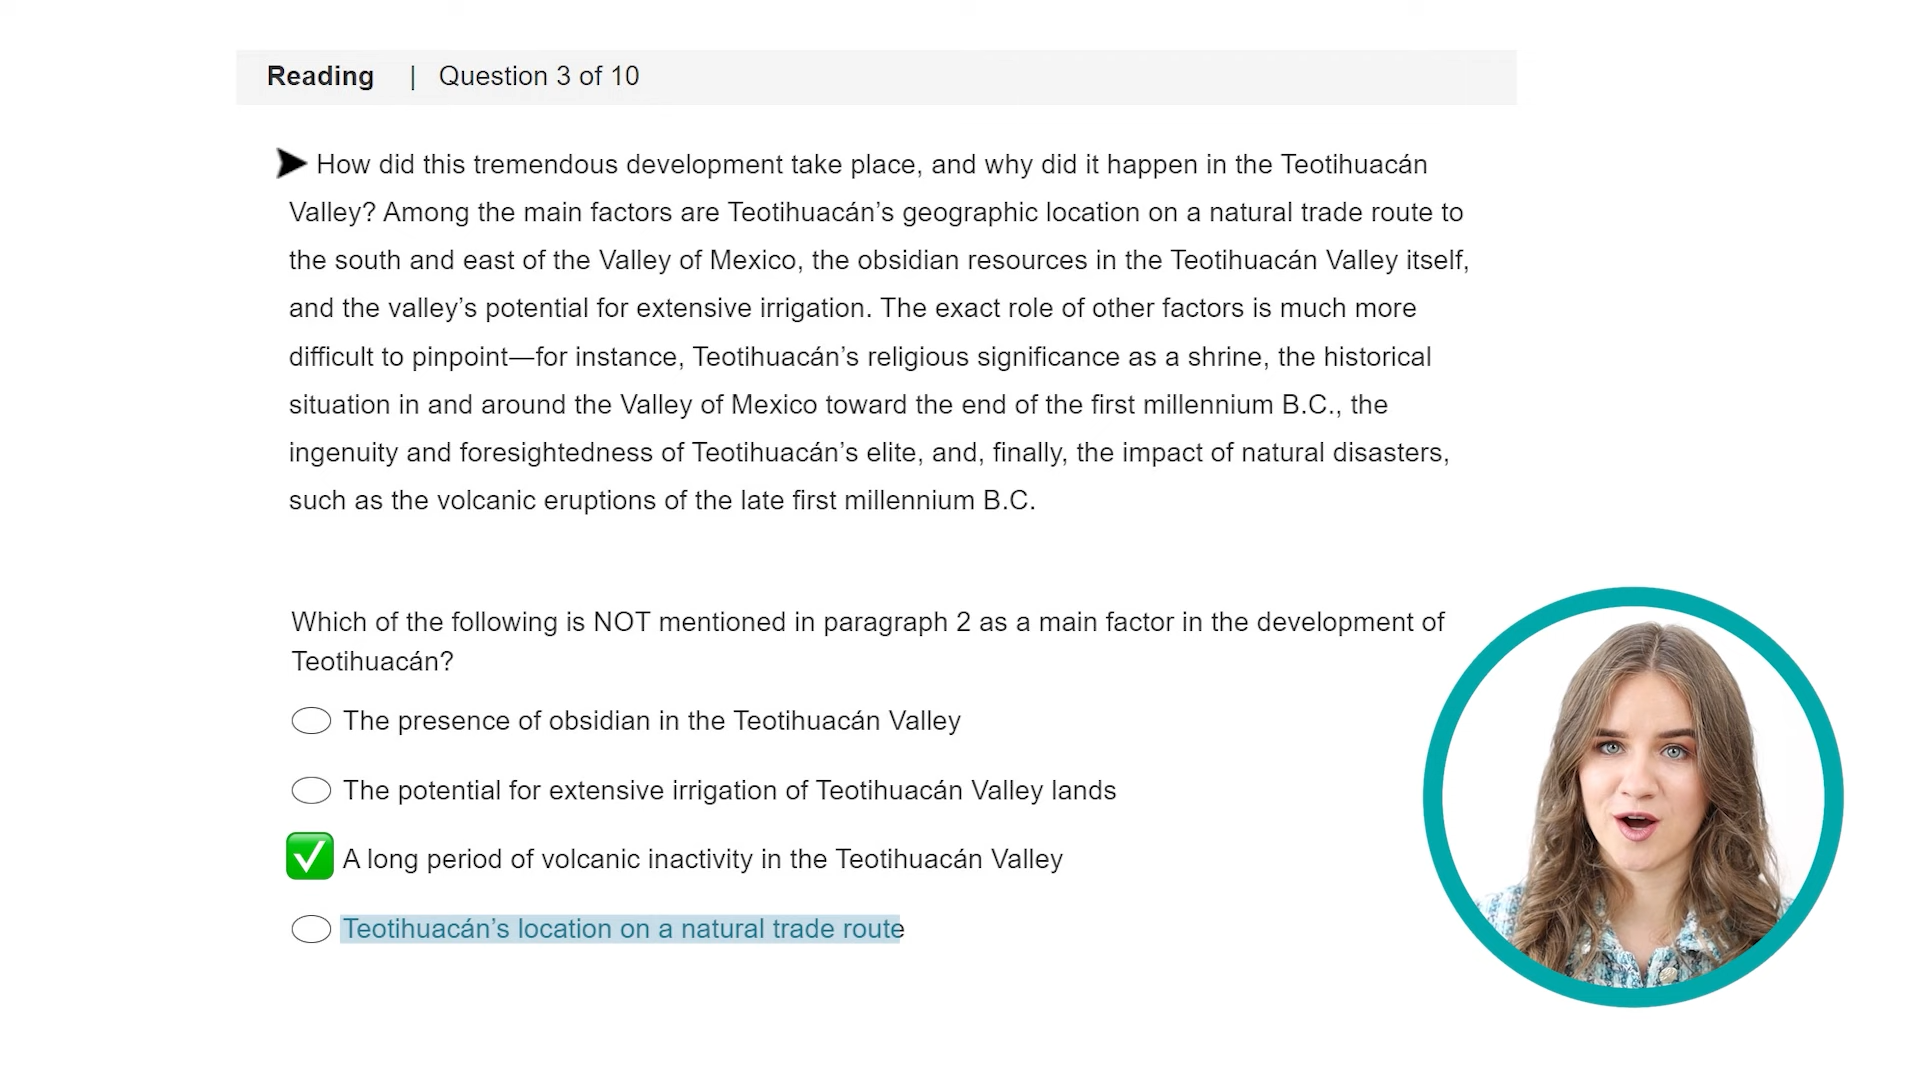 Reading | Question 3 of 10
How did this tremendous development take place, and why did it happen in the Teotihuacán
Valley? Among the main factors are Teotihuacán’s geographic location on a natural trade route to
the south and east of the Valley of Mexico, the obsidian resources in the Teotihuacán Valley itself,
and the valley’s potential for extensive irrigation. The exact role of other factors is much more
difficult to pinpoint—for instance, Teotihuacán’s religious significance as a shrine, the historical
situation in and around the Valley of Mexico toward the end of the first millennium B.C., the
ingenuity and foresightedness of Teotihuacán’s elite, and, finally, the impact of natural disasters,
such as the volcanic eruptions of the late first millennium B.C.
Which of the following is NOT mentioned in paragraph 2 as a main factor in the development of
Teotihuacán?
The presence of obsidian in the Teotihuacán Valley
The potential for extensive irrigation of Teotihuacán Valley lands
A long period of volcanic inactivity in the Teotihuacán Valley
Teotihuacán’s location on a natural trade route